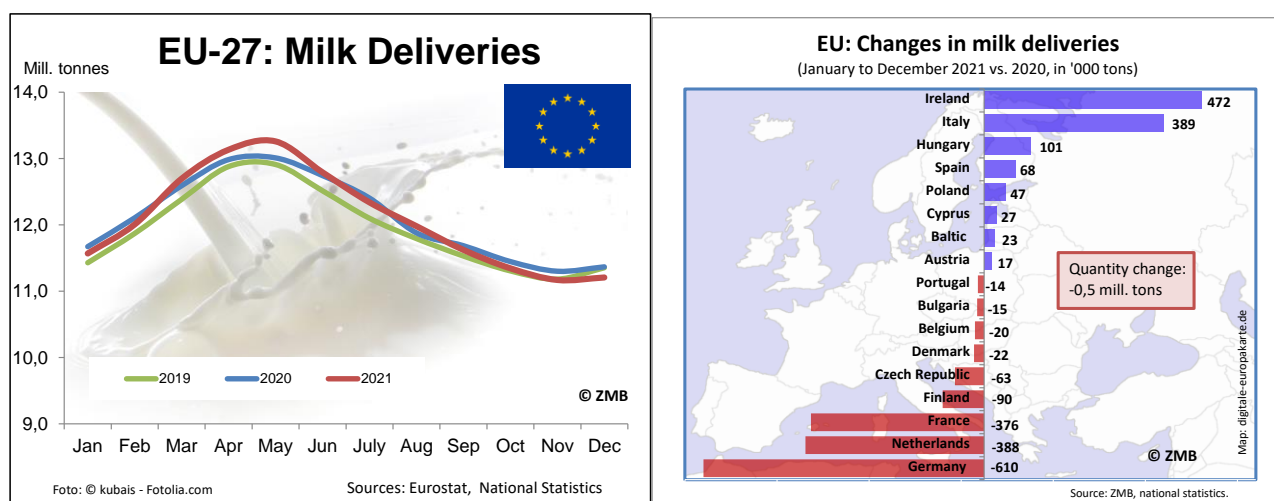 EU-27: Milk Deliveries
Mill. tonnes
14,0
13,0
12,0
11,0
10,0
9,0
2019 2020 2021
© ZMB
Jan Feb Mar Apr May Jun July Aug Sep Oct Nov Dec
Foto: © kubais - Fotolia.com Sources: Eurostat, National Statistics
EU: Changes in milk deliveries
(January to December 2021 vs. 2020, in '000 tons)
Ireland 472
Italy 389
Hungary 101
Spain 68
Poland 47
Cyprus 27
Baltic 23
Austria 17
Portugal -14
Bulgaria -15
Belgium -20
Denmark -22
Czech Republic -63
Finland -90
France -376
Netherlands -388
Germany -610
Quantity change:
-0,5 mill. tons
Map: digitale-europakarte.de
© ZMB
Source: ZMB, national statistics.